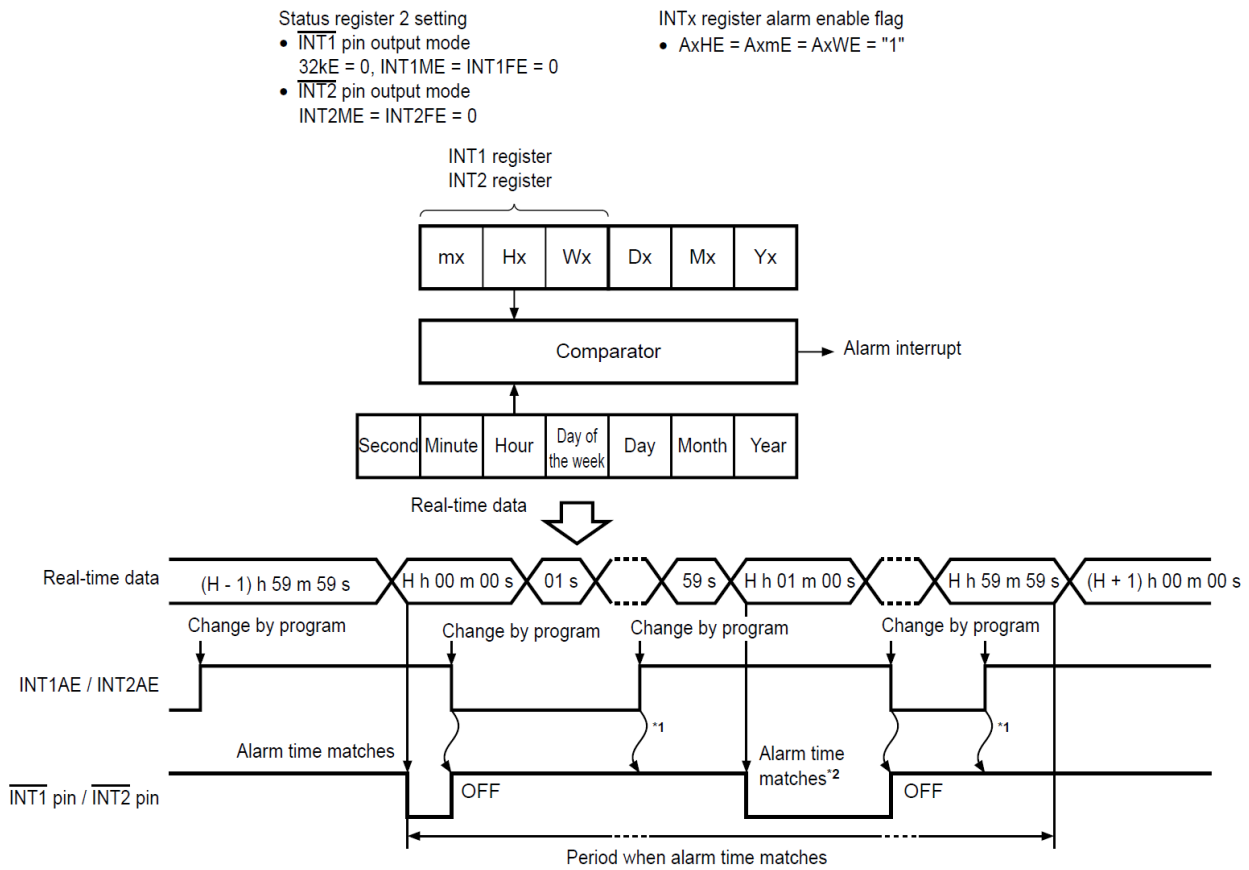 Status register 2 setting
• INT1 pin output mode
32kE = 0, INT1ME = INT1FE = 0
• INT2 pin output mode
INT2ME = INT2FE = 0
INTx register alarm enable flag
• AxHE = AxmE = AxWE = "1"
INT1 register
INT2 register
mx Hx Wx Dx Mx Yx
Comparator
Alarm interrupt
Second Minute Hour Day of the week Day Month Year
Real-time data
Real-time data
(H - 1) h 59 m 59 s
H h 00 m 00 s
01 s
59 s
H h 01 m 00 s
H h 59 m 59 s
(H + 1) h 00 m 00 s
Change by program
Change by program
Change by program
Change by program
INT1AE / INT2AE
*1
*1
Alarm time matches
Alarm time
matches*2
INT1 pin / INT2 pin
OFF
OFF
Period when alarm time matches